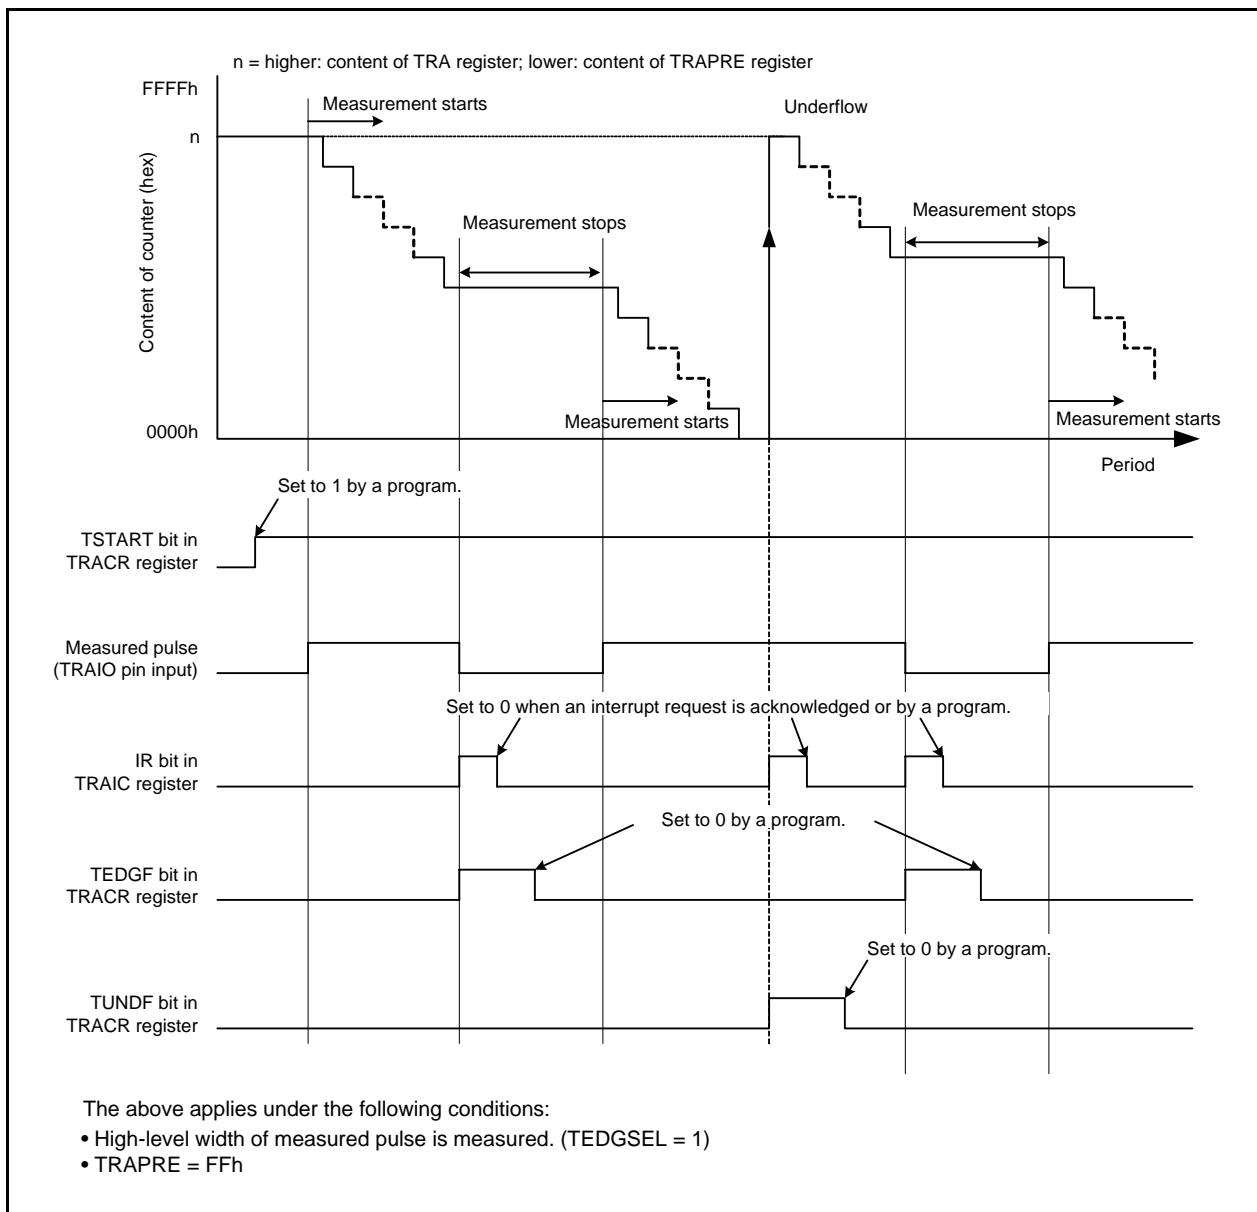 n = higher: content of TRA register; lower: content of TRAPRE register
FFFFh
Measurement starts
Underflow
n
Content of counter (hex)
Measurement stops
Measurement stops
Measurement starts
Measurement starts
0000h
Period
Set to 1 by a program.
TSTART bit in
TRACR register
Measured pulse
(TRAIO pin input)
Set to 0 when an interrupt request is acknowledged or by a program.
IR bit in
TRAIC register
Set to 0 by a program.
TEDGF bit in
TRACR register
Set to 0 by a program.
TUNDF bit in
TRACR register
The above applies under the following conditions:
• High-level width of measured pulse is measured. (TEDGSEL = 1)
• TRAPRE = FFh